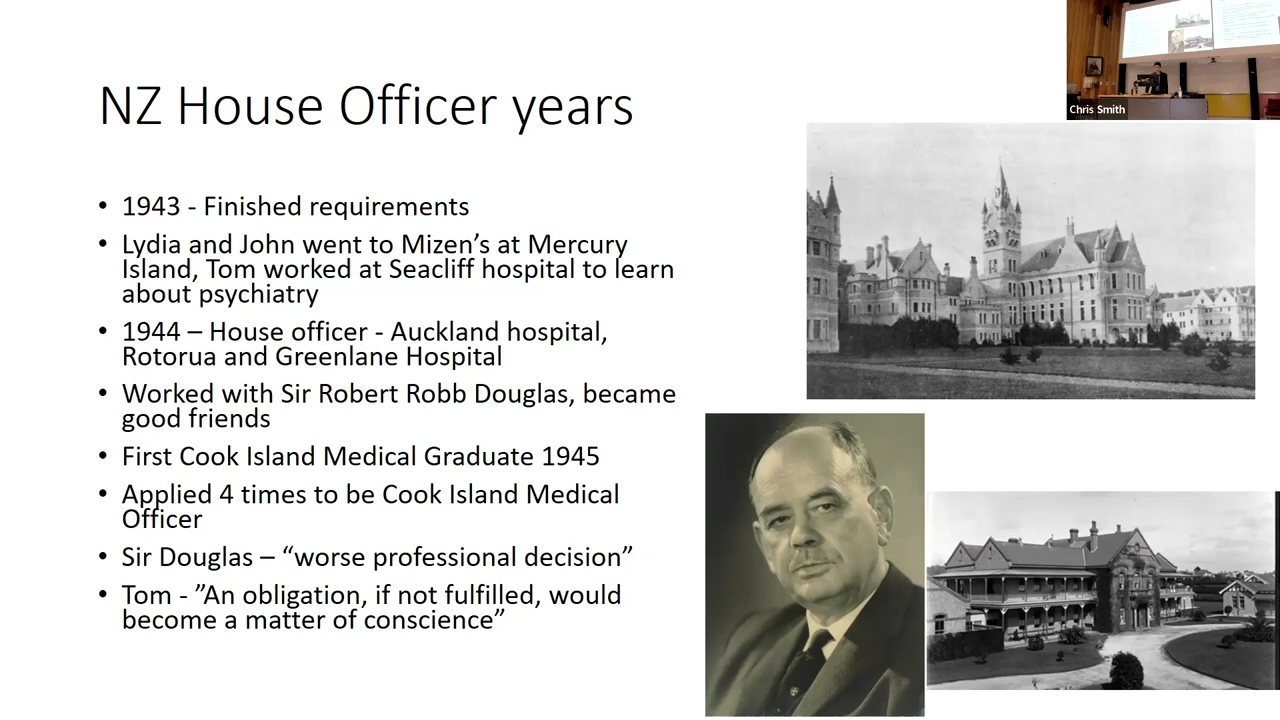 Chris Smith
NZ House Officer years
• 1943 - Finished requirements
• Lydia and John went to Mizen’s at Mercury
Island, Tom worked at Seacliff hospital to learn
about psychiatry
• 1944 – House officer - Auckland hospital,
Rotorua and Greenlane Hospital
• Worked with Sir Robert Robb Douglas, became
good friends
• First Cook Island Medical Graduate 1945
• Applied 4 times to be Cook Island Medical
Officer
• Sir Douglas – “worse professional decision”
• Tom - ”An obligation, if not fulfilled, would
become a matter of conscience”